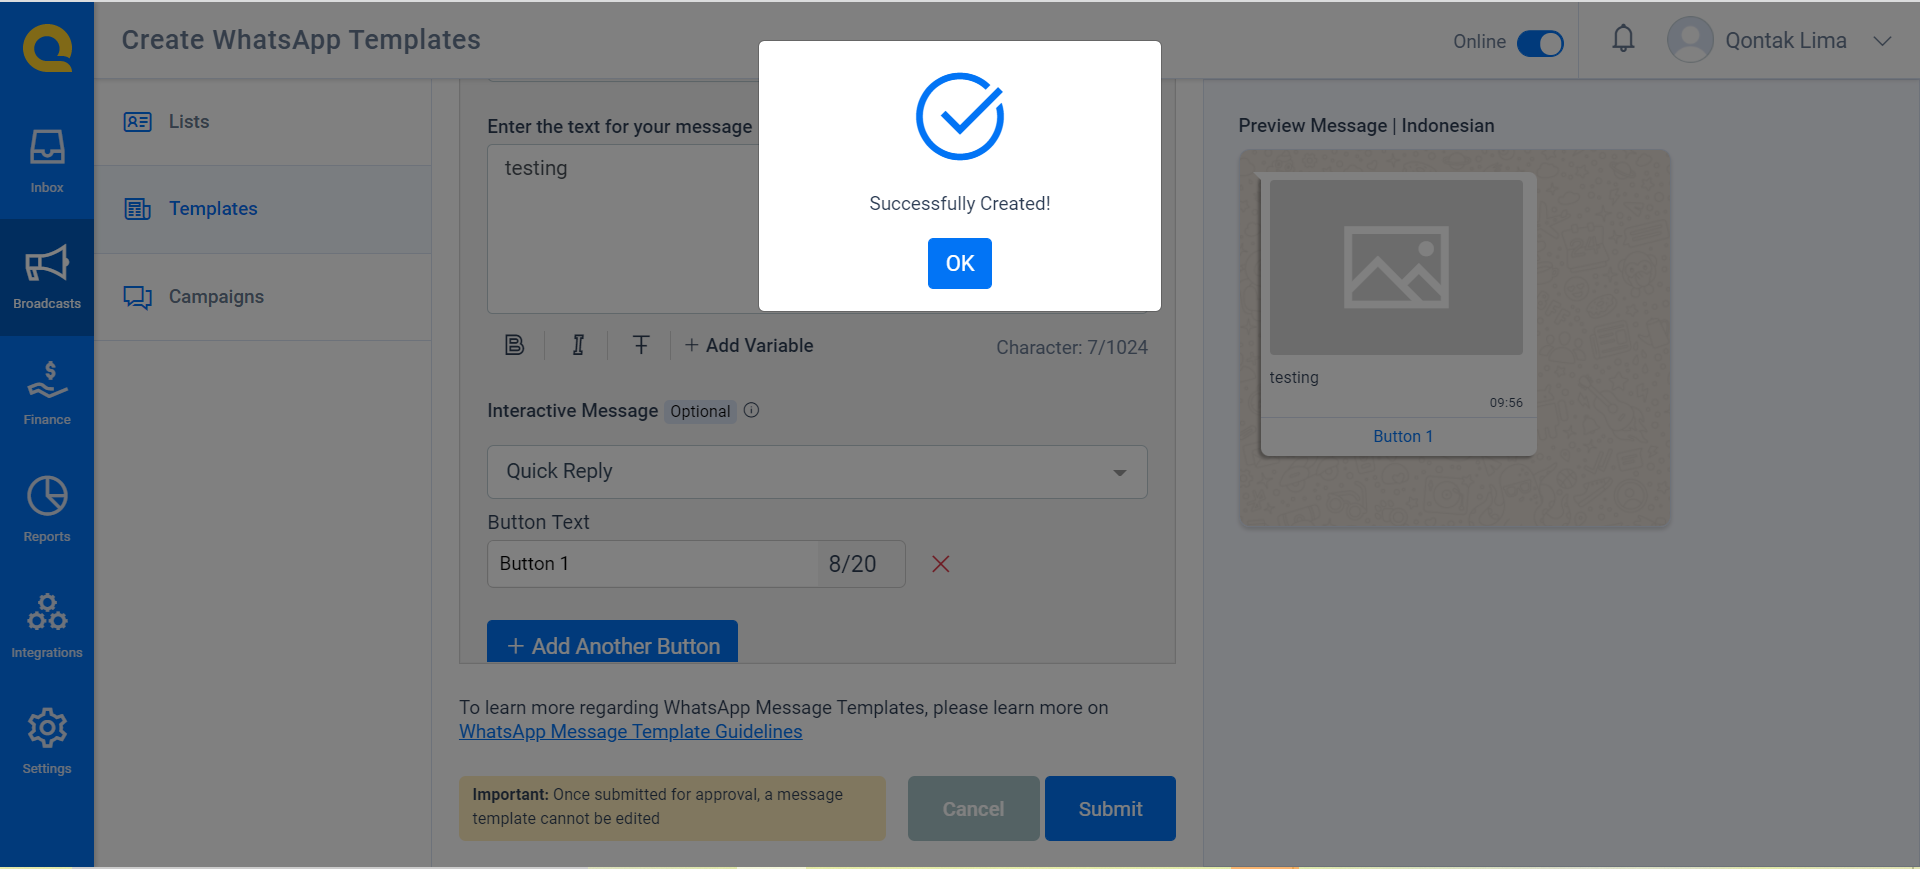 Create WhatsApp Templates
Online
Qontak Lima
Inbox
Broadcasts
Finance
Reports
Integrations
Settings
Lists
Templates
Campaigns
Enter the text for your message
testing
B I T + Add Variable
Character: 7/1024
Interactive Message Optional
Quick Reply
Button Text
Button 1
8/20
+ Add Another Button
To learn more regarding WhatsApp Message Templates, please learn more on
WhatsApp Message Template Guidelines
Important: Once submitted for approval, a message
template cannot be edited
Cancel
Submit
Successfully Created!
OK
Preview Message | Indonesian
testing
09:56
Button 1